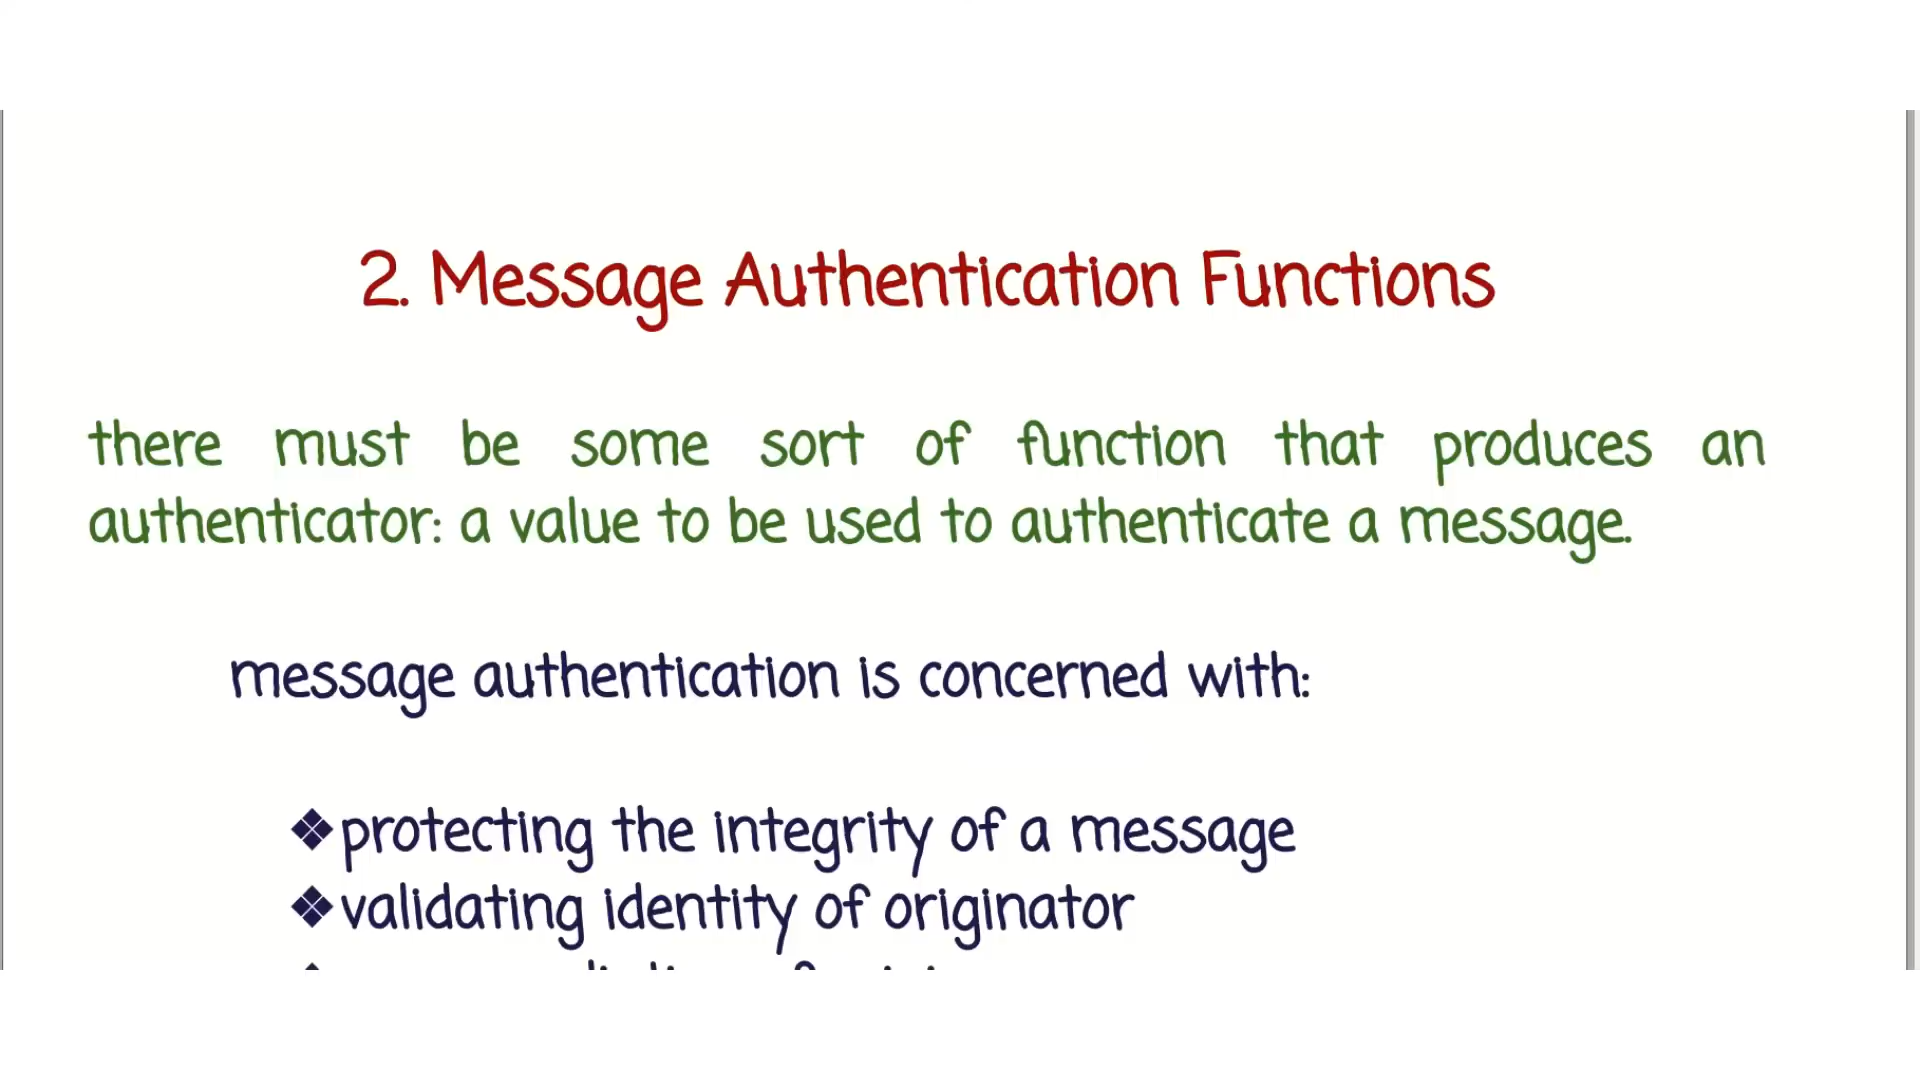 2. Message Authentication Functions
there must be some sort of function that produces an
authenticator: a value to be used to authenticate a message.
message authentication is concerned with:
❖protecting the integrity of a message
❖validating identity of originator